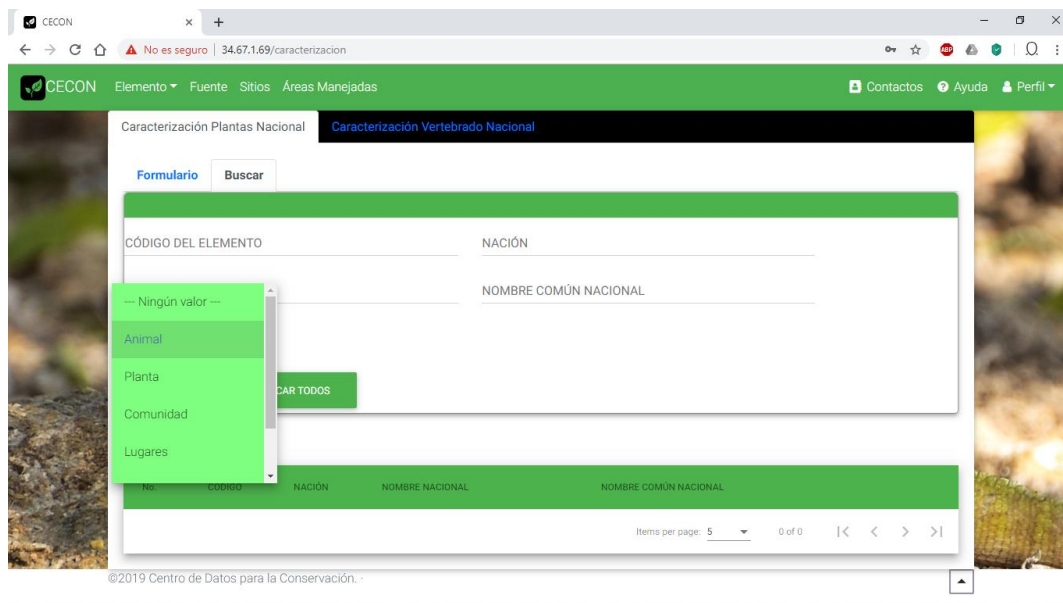 CECON
No es seguro | 34.67.1.69/caracterizacion
ABP
CECON Elemento Fuente Sitios Áreas Manejadas Contactos Ayuda Perfil
Caracterización Plantas Nacional Caracterización Vertebrado Nacional
Formulario Buscar
CÓDIGO DEL ELEMENTO NACIÓN
NOMBRE COMÚN NACIONAL
--- Ningún valor ---
Animal
Planta
CAR TODOS
Comunidad
Lugares
No. CÓDIGO NACIÓN NOMBRE NACIONAL NOMBRE COMÚN NACIONAL
Items per page: 5 0 of 0
©2019 Centro de Datos para la Conservación. ·